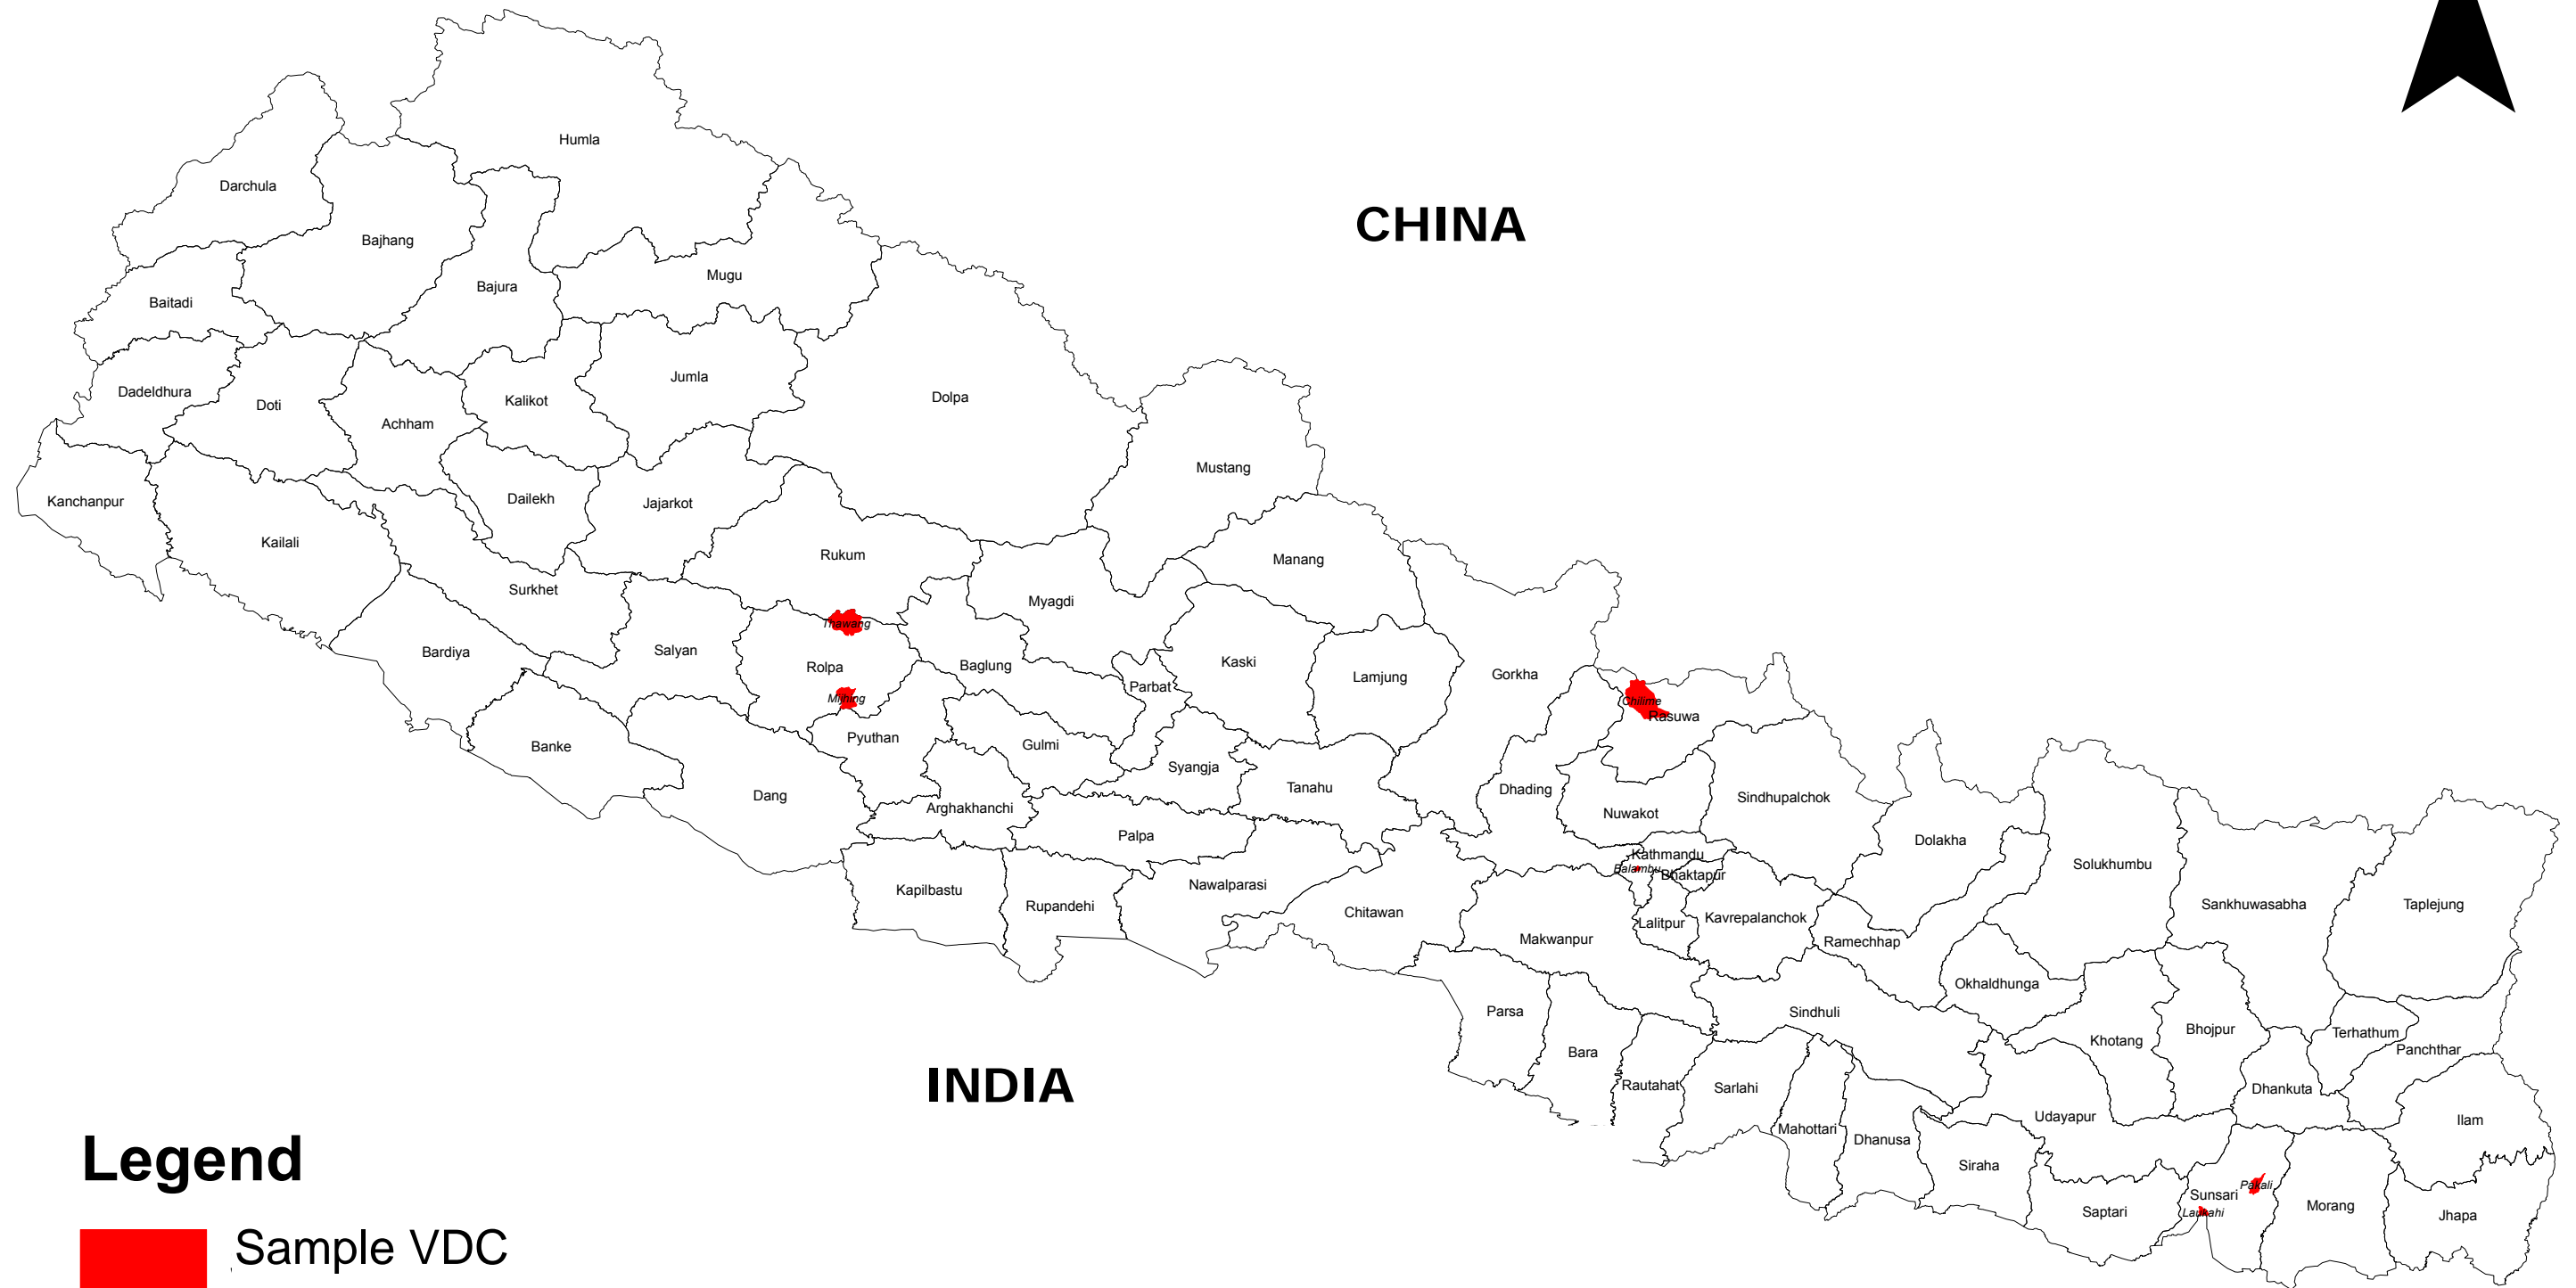 Humla
Darchula
CHINA
Bajhang
Mugu
Bajura
Baitadi
Jumla
Dadeldhura
Dolpa
Kalikot
Doti
Achham
Mustang
Dailekh
Kanchanpur
Jajarkot
Kailali
Rukum
Manang
Surkhet
Myagdi
Thawang
Salyan
Bardiya
Kaski
Baglung
Rolpa
Gorkha
Lamjung
Parbat
Mijhing
Chilime
Rasuwa
Pyuthan
Gulmi
Banke
Syangja
Tanahu
Dhading
Dang
Sindhupalchok
Arghakhanchi
Nuwakot
Palpa
Dolakha
Kathmandu
Solukhumbu
Balambu
Bhaktapur
Nawalparasi
Kapilbastu
Sankhuwasabha
Taplejung
Rupandehi
Chitawan
Kavrepalanchok
Lalitpur
Makwanpur
Ramechhap
Okhaldhunga
Parsa
Sindhuli
Bhojpur
Terhathum
Khotang
Panchthar
Bara
INDIA
Rautahat
Sarlahi
Dhankuta
Udayapur
Ilam
Mahottari
Dhanusa
Legend
Siraha
Pakali
Sunsari
Morang
Saptari
Jhapa
Sample VDC